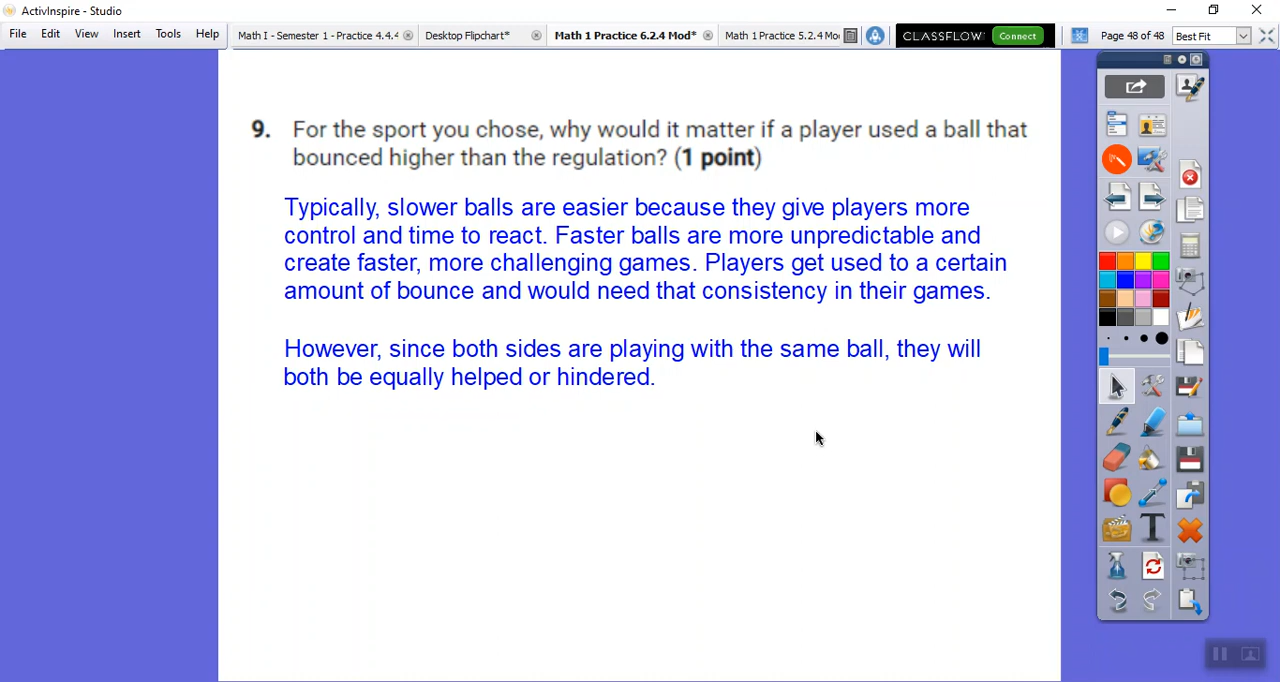 ActivInspire - Studio
File Edit View Insert Tools Help
Math I - Semester 1 - Practice 4.4.4
Desktop Flipchart*
Math 1 Practice 6.2.4 Mod*
Math 1 Practice 5.2.4 Mo
CLASSFLOW
Connect
Page 48 of 48
Best Fit
9. For the sport you chose, why would it matter if a player used a ball that
bounced higher than the regulation? (1 point)
Typically, slower balls are easier because they give players more
control and time to react. Faster balls are more unpredictable and
create faster, more challenging games. Players get used to a certain
amount of bounce and would need that consistency in their games.
However, since both sides are playing with the same ball, they will
both be equally helped or hindered.
T